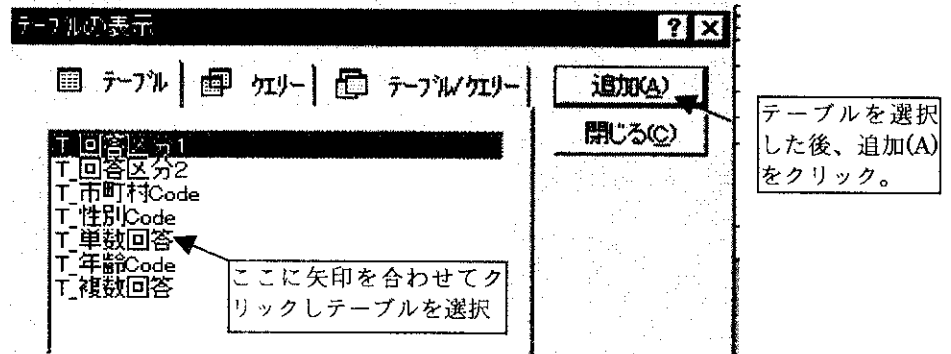 テーブルの表示
? ×
テーブル クエリー テーブル/クエリー
追加(A)
閉じる(C)
T_回答区分1
T_回答区分2
T_市町村Code
T_性別Code
T_単数回答
T_年齢Code
T_複数回答
テーブルを選択
した後、追加(A)
をクリック。
ここに矢印を合わせてク
リックしテーブルを選択